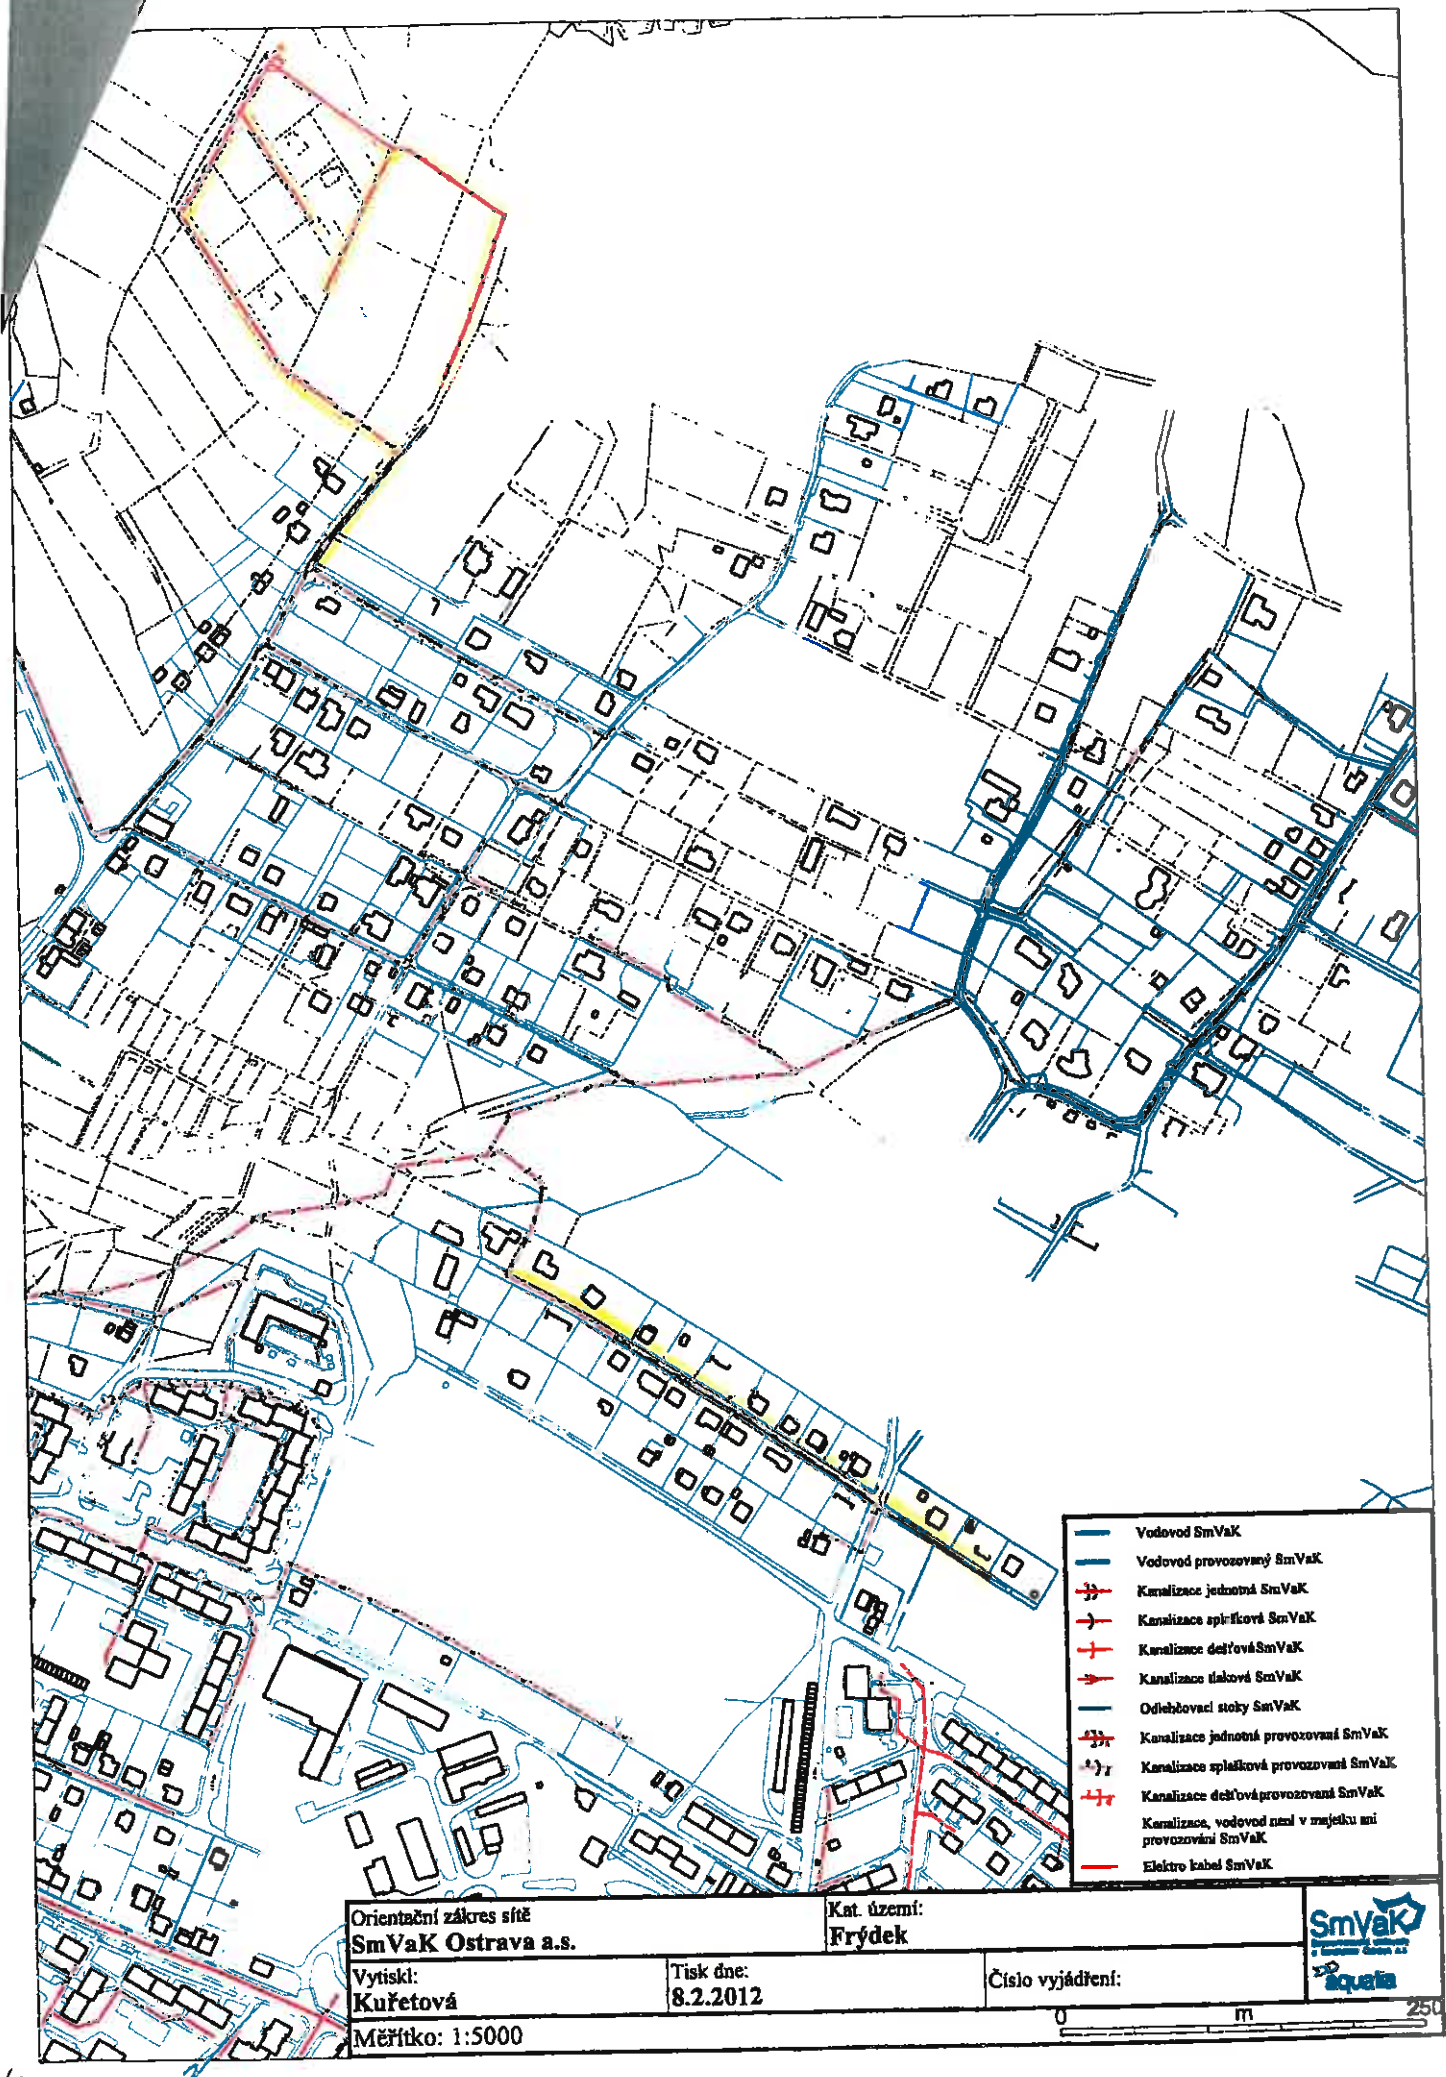 Vodovod SmVaK
Vodovod provozovaný SmVaK
Kanalizace jednotná SmVaK
Kanalizace splašková SmVaK
Kanalizace dešťová SmVaK
Kanalizace tlaková SmVaK
Odlehčovací stoky SmVaK
Kanalizace jednotná provozovaná SmVaK
Kanalizace splašková provozovaná SmVaK
Kanalizace dešťová provozovaná SmVaK
Kanalizace, vodovod není v majetku ani
provozování SmVaK
Elektro kabel SmVaK
Orientační zákres sítě
SmVaK Ostrava a.s.
Kat. území:
Frýdek
Vytiskl:
Kuřetová
Tisk dne:
8.2.2012
Číslo vyjádření:
Měřítko: 1:5000
0 m 250
SmVaK
aqualia